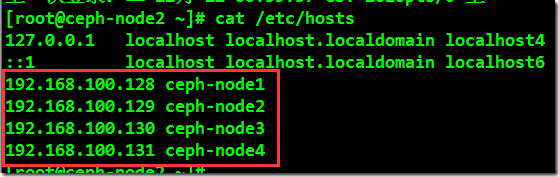 [root@ceph-node2 ~]# cat /etc/hosts
127.0.0.1 localhost localhost.localdomain localhost4
::1 localhost localhost.localdomain localhost6
192.168.100.128 ceph-node1
192.168.100.129 ceph-node2
192.168.100.130 ceph-node3
192.168.100.131 ceph-node4
[root@ceph-node2 ~]#